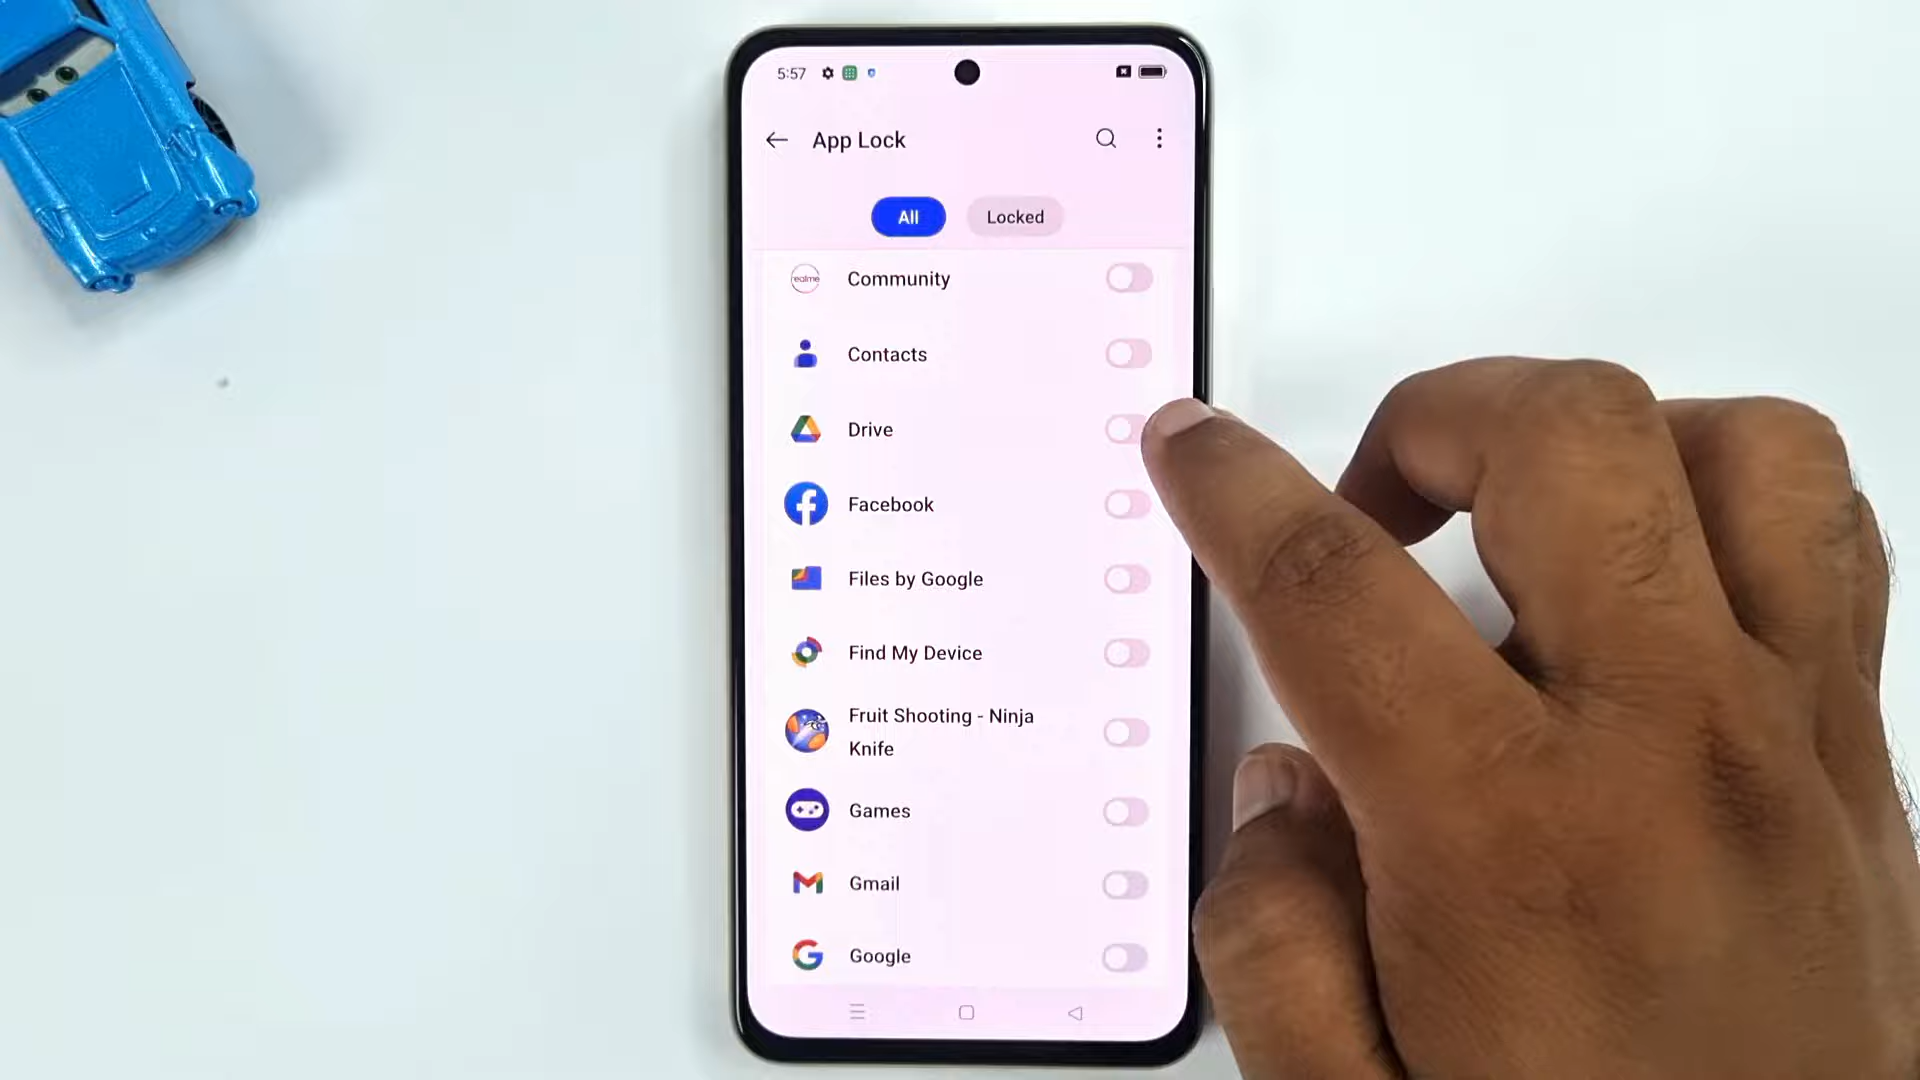 5:57
App Lock
All
Locked
realme
Community
Contacts
Drive
Facebook
Files by Google
Find My Device
Fruit Shooting - Ninja
Knife
Games
Gmail
Google